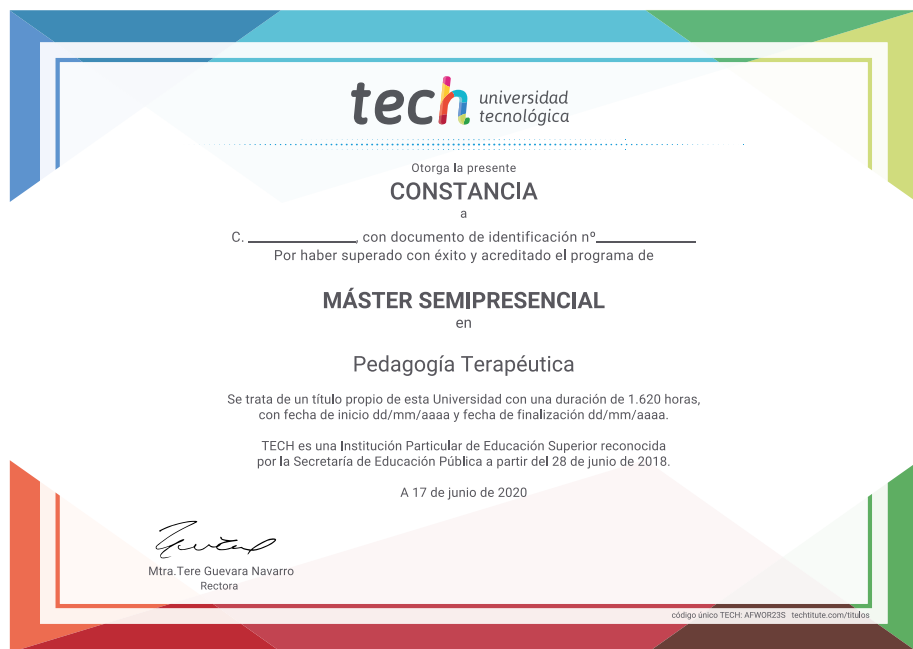 tech universidad
tecnológica
Otorga la presente
CONSTANCIA
a
C. ____________, con documento de identificación nº___________
Por haber superado con éxito y acreditado el programa de
MÁSTER SEMIPRESENCIAL
en
Pedagogía Terapéutica
Se trata de un título propio de esta Universidad con una duración de 1.620 horas,
con fecha de inicio dd/mm/aaaa y fecha de finalización dd/mm/aaaa.
TECH es una Institución Particular de Educación Superior reconocida
por la Secretaría de Educación Pública a partir del 28 de junio de 2018.
A 17 de junio de 2020
Mtra.Tere Guevara Navarro
Rectora
código único TECH: AFWOR23S techtitute.com/titulos